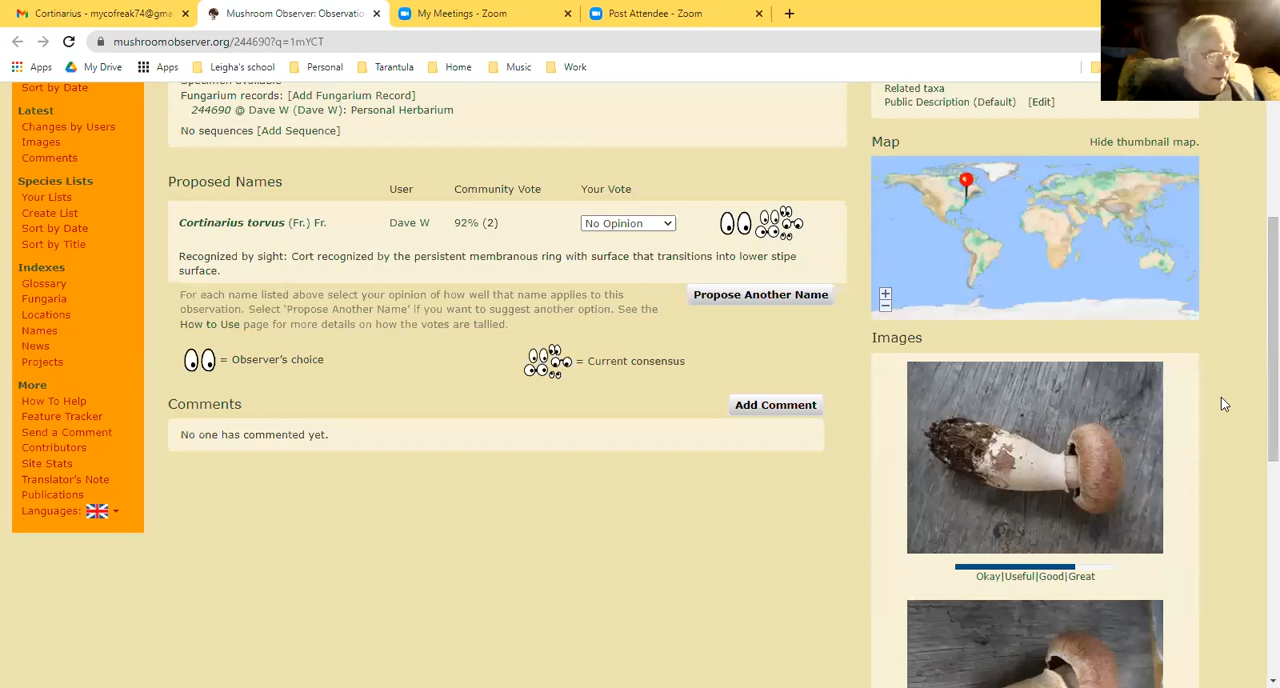 Cortinarius - mycofreak74@gma
Mushroom Observer: Observatio
My Meetings - Zoom
Post Attendee - Zoom
mushroomobserver.org/244690?q=1mYCT
Apps
My Drive
Apps
Leigha's school
Personal
Tarantula
Home
Music
Work
Sort by Date
Latest
Changes by Users
Images
Comments
Species Lists
Your Lists
Create List
Sort by Date
Sort by Title
Indexes
Glossary
Fungaria
Locations
Names
News
Projects
More
How To Help
Feature Tracker
Send a Comment
Contributors
Site Stats
Translator's Note
Publications
Languages:
Fungarium records: [Add Fungarium Record]
244690 @ Dave W (Dave W): Personal Herbarium
No sequences [Add Sequence]
Proposed Names
User
Community Vote
Your Vote
Cortinarius torvus (Fr.) Fr.
Dave W
92% (2)
No Opinion
Recognized by sight: Cort recognized by the persistent membranous ring with surface that transitions into lower stipe
surface.
For each name listed above select your opinion of how well that name applies to this
observation. Select 'Propose Another Name' if you want to suggest another option. See the
How to Use page for more details on how the votes are tallied.
Propose Another Name
= Observer's choice
= Current consensus
Comments
Add Comment
No one has commented yet.
Related taxa
Public Description (Default) [Edit]
Map
Hide thumbnail map.
+
−
Images
Okay|Useful|Good|Great